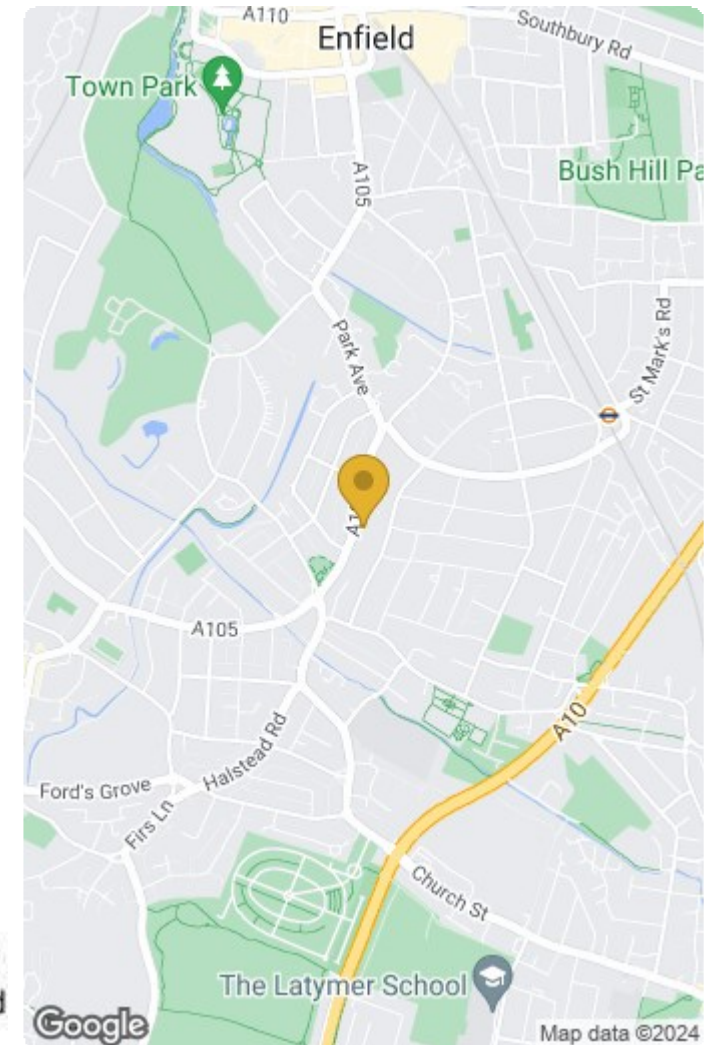 A110
Southbury Rd
Enfield
Town Park
Bush Hill Pa
A105
St Mark's Rd
Park Ave
A1
A105
A10
Halstead Rd
Ford's Grove
Firs Ln
Church St
The Latymer School
d
Google
Map data ©2024